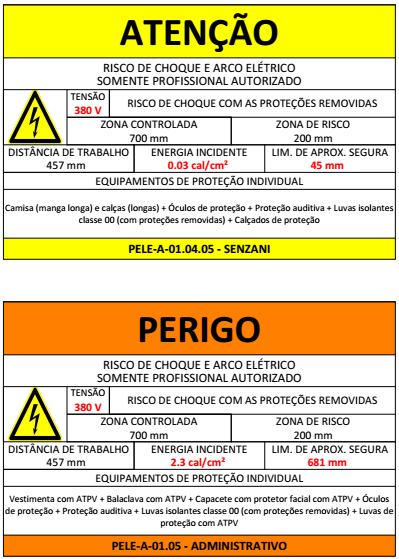 ATENÇÃO
RISCO DE CHOQUE E ARCO ELÉTRICO
SOMENTE PROFISSIONAL AUTORIZADO
TENSÃO
380 V
RISCO DE CHOQUE COM AS PROTEÇÕES REMOVIDAS
ZONA CONTROLADA
700 mm
ZONA DE RISCO
200 mm
DISTÂNCIA DE TRABALHO
457 mm
ENERGIA INCIDENTE
0.03 cal/cm²
LIM. DE APROX. SEGURA
45 mm
EQUIPAMENTOS DE PROTEÇÃO INDIVIDUAL
Camisa (manga longa) e calças (longas) + Óculos de proteção + Proteção auditiva + Luvas isolantes
classe 00 (com proteções removidas) + Calçados de proteção
PELE-A-01.04.05 - SENZANI
PERIGO
RISCO DE CHOQUE E ARCO ELÉTRICO
SOMENTE PROFISSIONAL AUTORIZADO
TENSÃO
380 V
RISCO DE CHOQUE COM AS PROTEÇÕES REMOVIDAS
ZONA CONTROLADA
700 mm
ZONA DE RISCO
200 mm
DISTÂNCIA DE TRABALHO
457 mm
ENERGIA INCIDENTE
2.3 cal/cm²
LIM. DE APROX. SEGURA
681 mm
EQUIPAMENTOS DE PROTEÇÃO INDIVIDUAL
Vestimenta com ATPV + Balaclava com ATPV + Capacete com protetor facial com ATPV + Óculos
de proteção + Proteção auditiva + Luvas isolantes classe 00 (com proteções removidas) + Luvas de
proteção com ATPV
PELE-A-01.05 - ADMINISTRATIVO